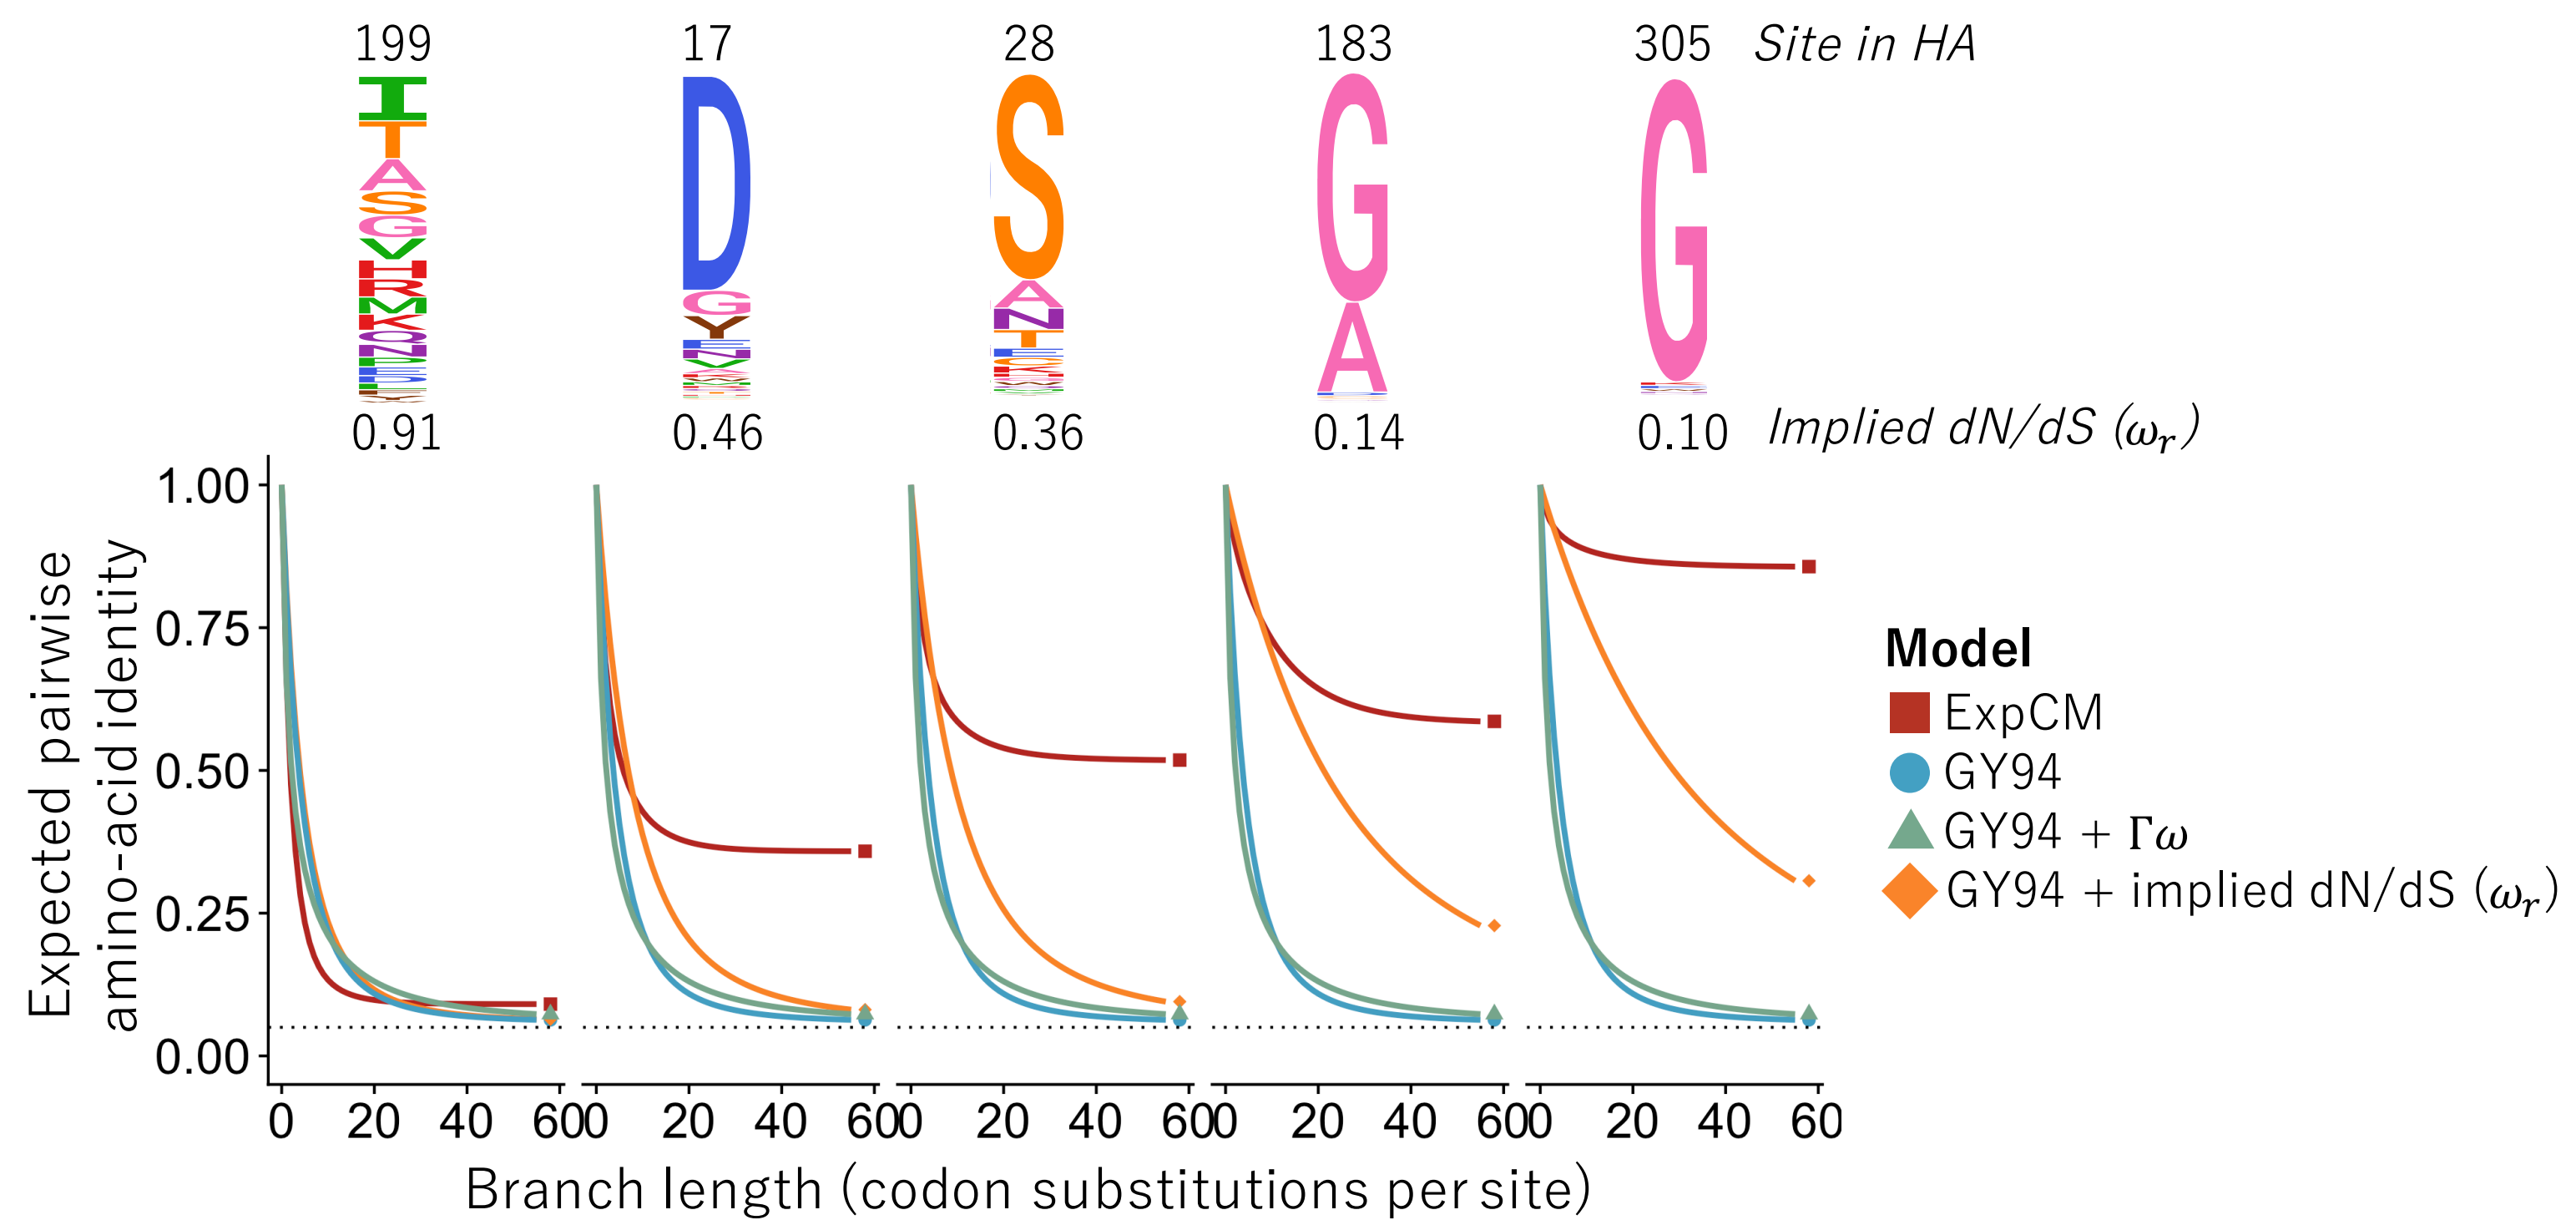 199 17 28 183 305 Site in HA
I D S G G
T G A A
A Y N
S E T
G N E
V V C
H K
R
M
K
Q
N
P
E
D
L
0.91 0.46 0.36 0.14 0.10 Implied dN/dS (ωr)
Expected pairwise
amino-acid identity
1.00
0.75
0.50
0.25
0.00
0 20 40 60 0 20 40 60 0 20 40 60 0 20 40 60 0 20 40 60
Branch length (codon substitutions per site)
Model
ExpCM
GY94
GY94 + Γω
GY94 + implied dN/dS (ωr)